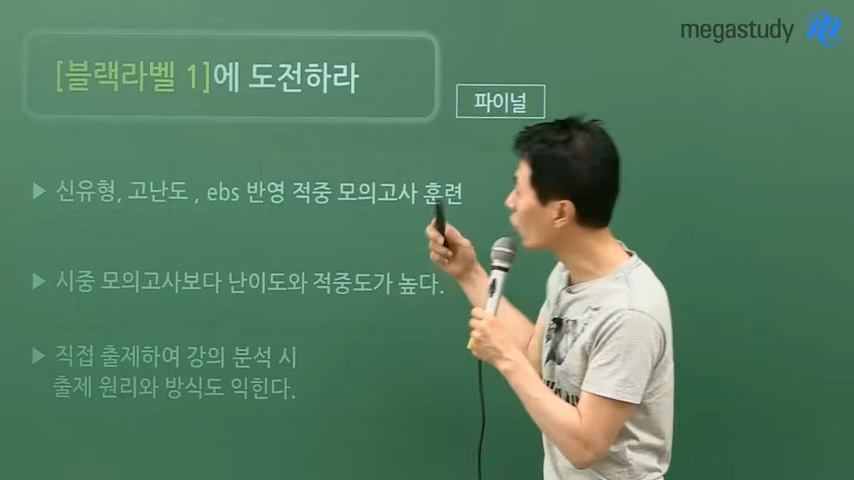 megastudy
[블랙라벨 1]에 도전하라
파이널
신유형, 고난도 , ebs 반영 적중 모의고사 훈련
시중 모의고사보다 난이도와 적중도가 높다.
직접 출제하여 강의 분석 시
출제 원리와 방식도 익힌다.